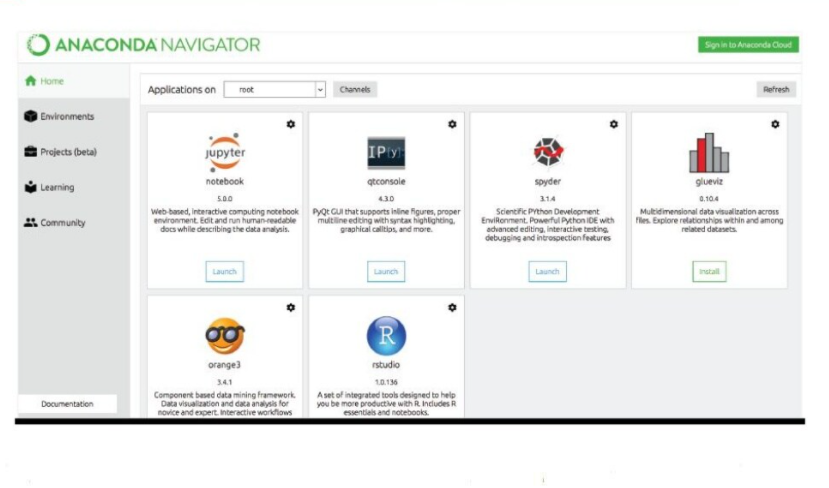 ANACONDA NAVIGATOR
Sign in to Anaconda Cloud
Home
Environments
Projects (beta)
Learning
Community
Documentation
Applications on root Channels Refresh
jupyter
notebook
5.0.0
Web-based, interactive computing notebook
environment. Edit and run human-readable
docs while describing the data analysis.
Launch
IP[y]:
qtconsole
4.3.0
PyQt GUI that supports inline figures, proper
multiline editing with syntax highlighting,
graphical calltips, and more.
Launch
spyder
3.1.4
Scientific PYthon Development
EnviRonment. Powerful Python IDE with
advanced editing, interactive testing,
debugging and introspection features
Launch
glueviz
0.10.4
Multidimensional data visualization across
files. Explore relationships within and among
related datasets.
Install
orange3
3.4.1
Component based data mining framework.
Data visualization and data analysis for
novice and expert. Interactive workflows
R
rstudio
1.0.136
A set of integrated tools designed to help
you be more productive with R. Includes R
essentials and notebooks.